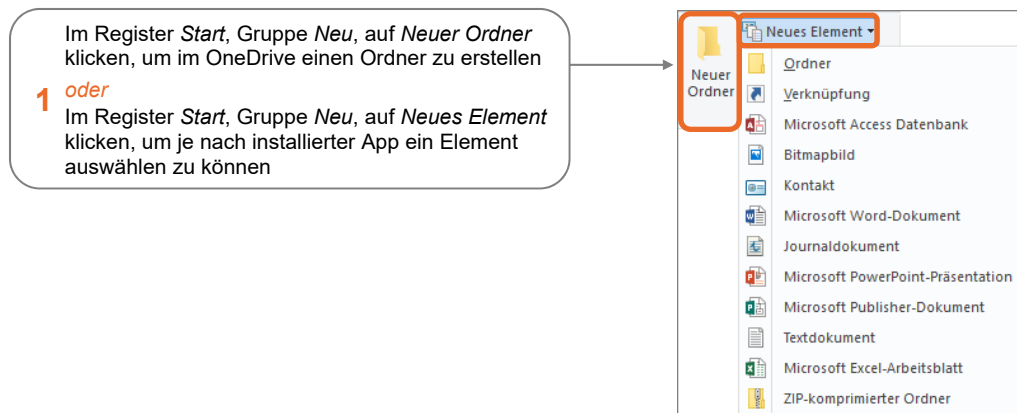 Im Register Start, Gruppe Neu, auf Neuer Ordner
klicken, um im OneDrive einen Ordner zu erstellen
1 oder
Im Register Start, Gruppe Neu, auf Neues Element
klicken, um je nach installierter App ein Element
auswählen zu können
Neuer
Ordner
Neues Element
Ordner
Verknüpfung
Microsoft Access Datenbank
Bitmapbild
Kontakt
Microsoft Word-Dokument
Journaldokument
Microsoft PowerPoint-Präsentation
Microsoft Publisher-Dokument
Textdokument
Microsoft Excel-Arbeitsblatt
ZIP-komprimierter Ordner